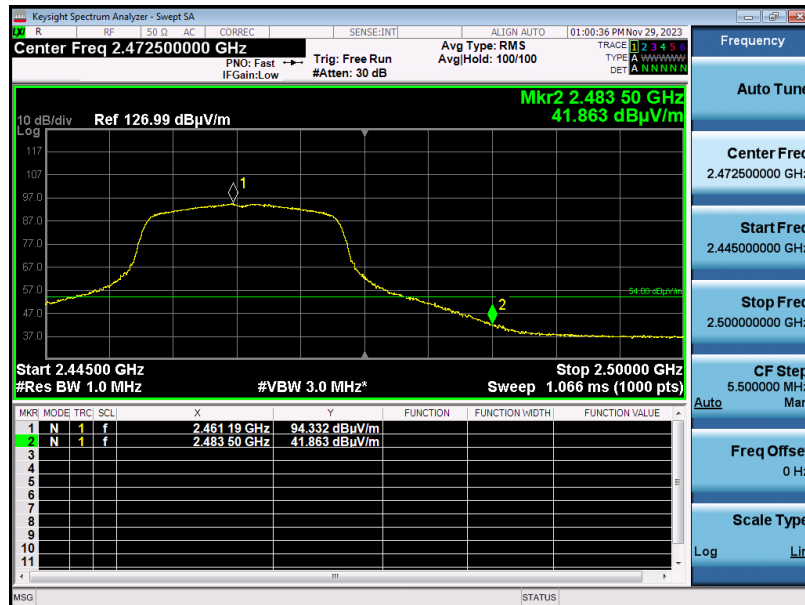 Keysight Spectrum Analyzer - Swept SA
LXI R RF 50 Ω AC CORREC SENSE:INT ALIGN AUTO 01:00:36 PM Nov 29, 2023
Center Freq 2.472500000 GHz
PNO: Fast
IFGain:Low
Trig: Free Run
#Atten: 30 dB
Avg Type: RMS
Avg|Hold: 100/100
TRACE 1 2 3 4 5 6
TYPE A WWWWW
DET A N N N N N
Mkr2 2.483 50 GHz
41.863 dBµV/m
10 dB/div Ref 126.99 dBµV/m
Log
117
107
97.0
87.0
77.0
67.0
57.0
47.0
37.0
1
2
54.00 dBµV/m
Start 2.44500 GHz Stop 2.50000 GHz
#Res BW 1.0 MHz #VBW 3.0 MHz* Sweep 1.066 ms (1000 pts)
MKR MODE TRC SCL X Y FUNCTION FUNCTION WIDTH FUNCTION VALUE
1 N 1 f 2.461 19 GHz 94.332 dBµV/m
2 N 1 f 2.483 50 GHz 41.863 dBµV/m
3
4
5
6
7
8
9
10
11
MSG STATUS
Frequency
Auto Tune
Center Freq
2.472500000 GHz
Start Freq
2.445000000 GHz
Stop Freq
2.500000000 GHz
CF Step
5.500000 MHz
Auto Man
Freq Offset
0 Hz
Scale Type
Log Lin